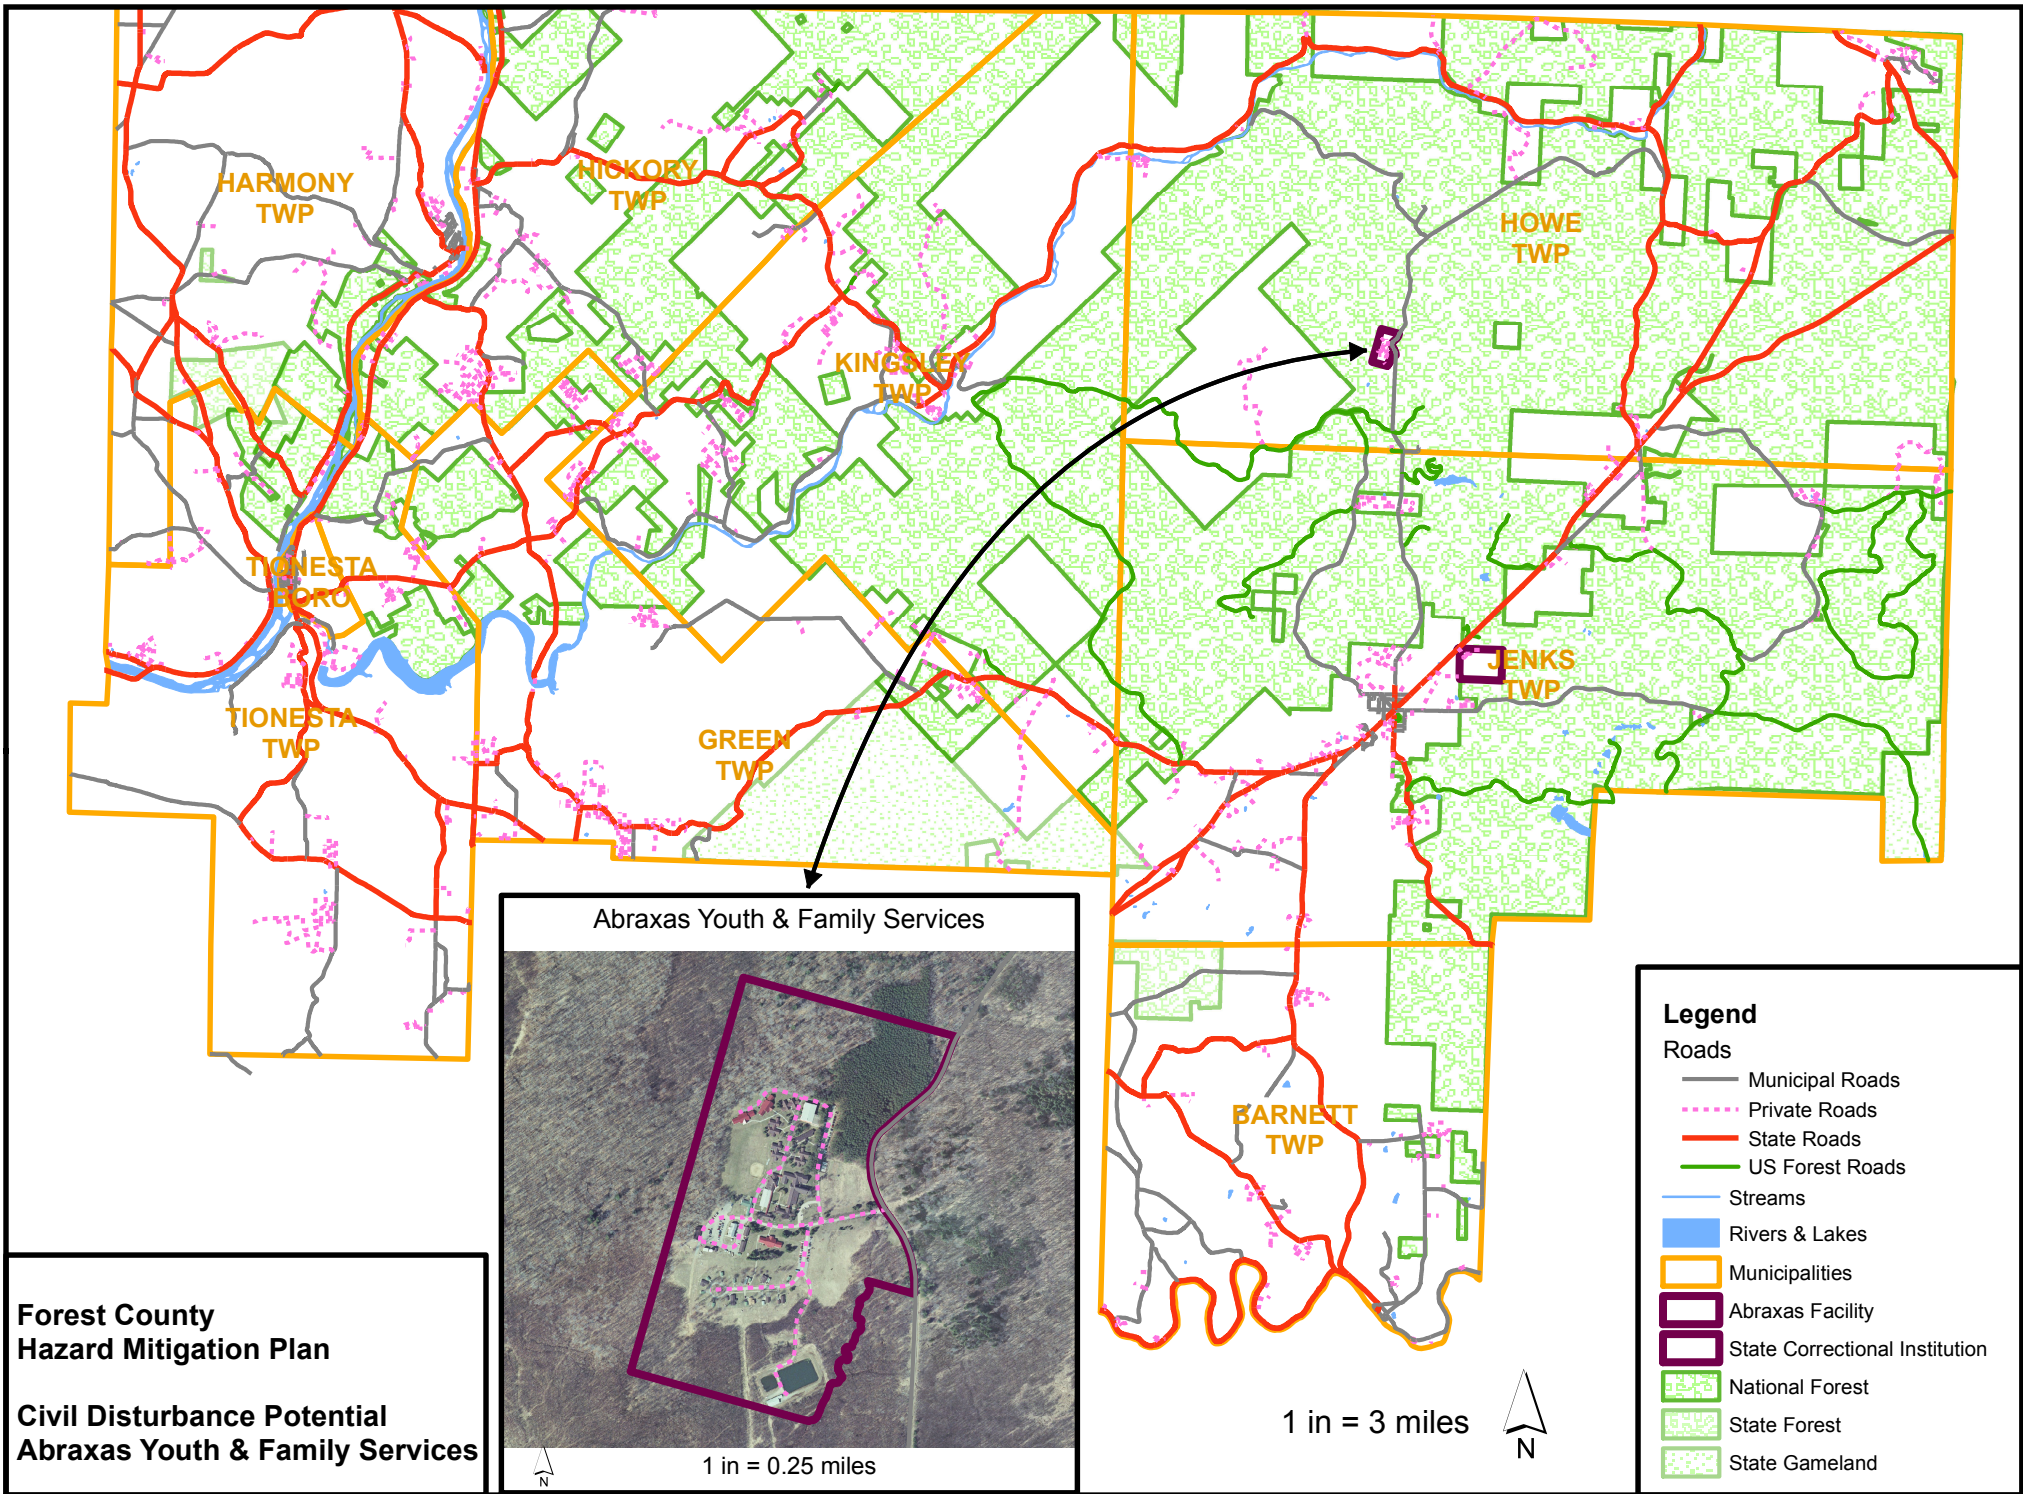 HARMONY
TWP
HICKORY
TWP
HOWE
TWP
KINGSLEY
TWP
TIONESTA
BORO
JENKS
TWP
TIONESTA
TWP
GREEN
TWP
BARNETT
TWP
Abraxas Youth & Family Services
N
1 in = 0.25 miles
1 in = 3 miles
N
Forest County
Hazard Mitigation Plan
Civil Disturbance Potential
Abraxas Youth & Family Services
Legend
Roads
Municipal Roads
Private Roads
State Roads
US Forest Roads
Streams
Rivers & Lakes
Municipalities
Abraxas Facility
State Correctional Institution
National Forest
State Forest
State Gameland